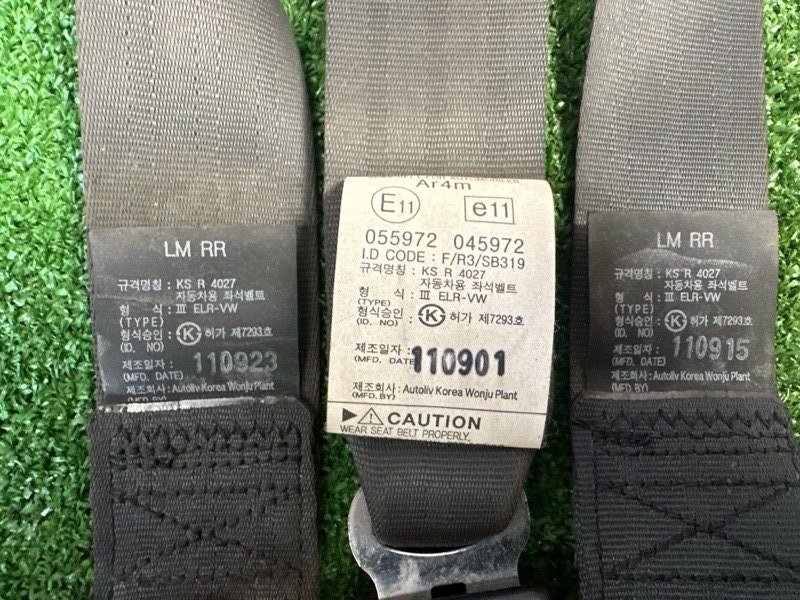 LM RR
규격명칭 : KS R 4027
자동차용 좌석벨트
형 식 : Ⅲ ELR-VW
(TYPE)
형식승인 : K 허가 제7293호
(ID. NO)
제조일자 : 110923
(MFD. DATE)
제조회사 : Autoliv Korea Wonju Plant
(MFD.BY)
Ar4m
E11 e11
055972 045972
I.D CODE : F/R3/SB319
규격명칭 : KS R 4027
자동차용 좌석벨트
형 식 : Ⅲ ELR-VW
(TYPE)
형식승인 : K 허가 제7293호
(ID. NO)
제조일자 : 110901
(MFD. DATE)
제조회사 : Autoliv Korea Wonju Plant
(MFD.BY)
CAUTION
WEAR SEAT BELT PROPERLY.
LM RR
규격명칭 : KS R 4027
자동차용 좌석벨트
형 식 : Ⅲ ELR-VW
(TYPE)
형식승인 : K 허가 제7293호
(ID. NO)
제조일자 : 110915
(MFD. DATE)
제조회사 : Autoliv Korea Wonju Plant
(MFD.BY)